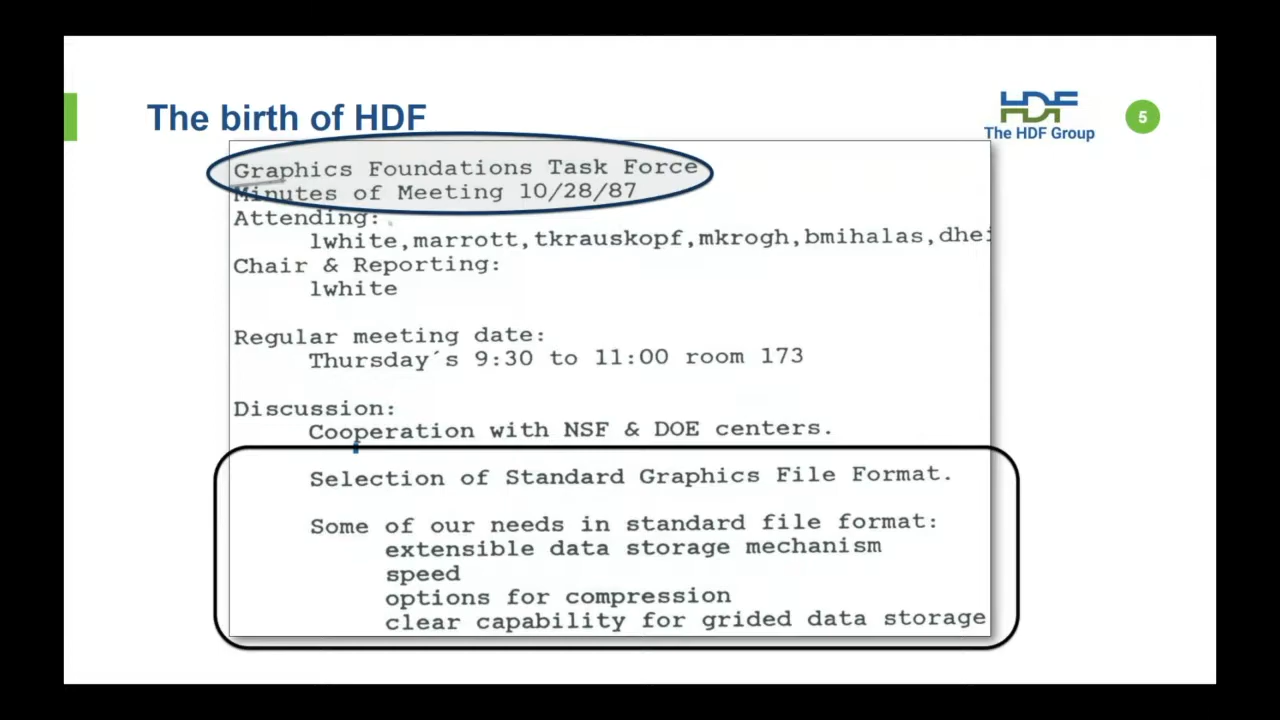 The birth of HDF
HDF
The HDF Group
5
Graphics Foundations Task Force
Minutes of Meeting 10/28/87
Attending:
lwhite,marrott,tkrauskopf,mkrogh,bmihalas,dhei
Chair & Reporting:
lwhite
Regular meeting date:
Thursday´s 9:30 to 11:00 room 173
Discussion:
Cooperation with NSF & DOE centers.
Selection of Standard Graphics File Format.
Some of our needs in standard file format:
extensible data storage mechanism
speed
options for compression
clear capability for grided data storage